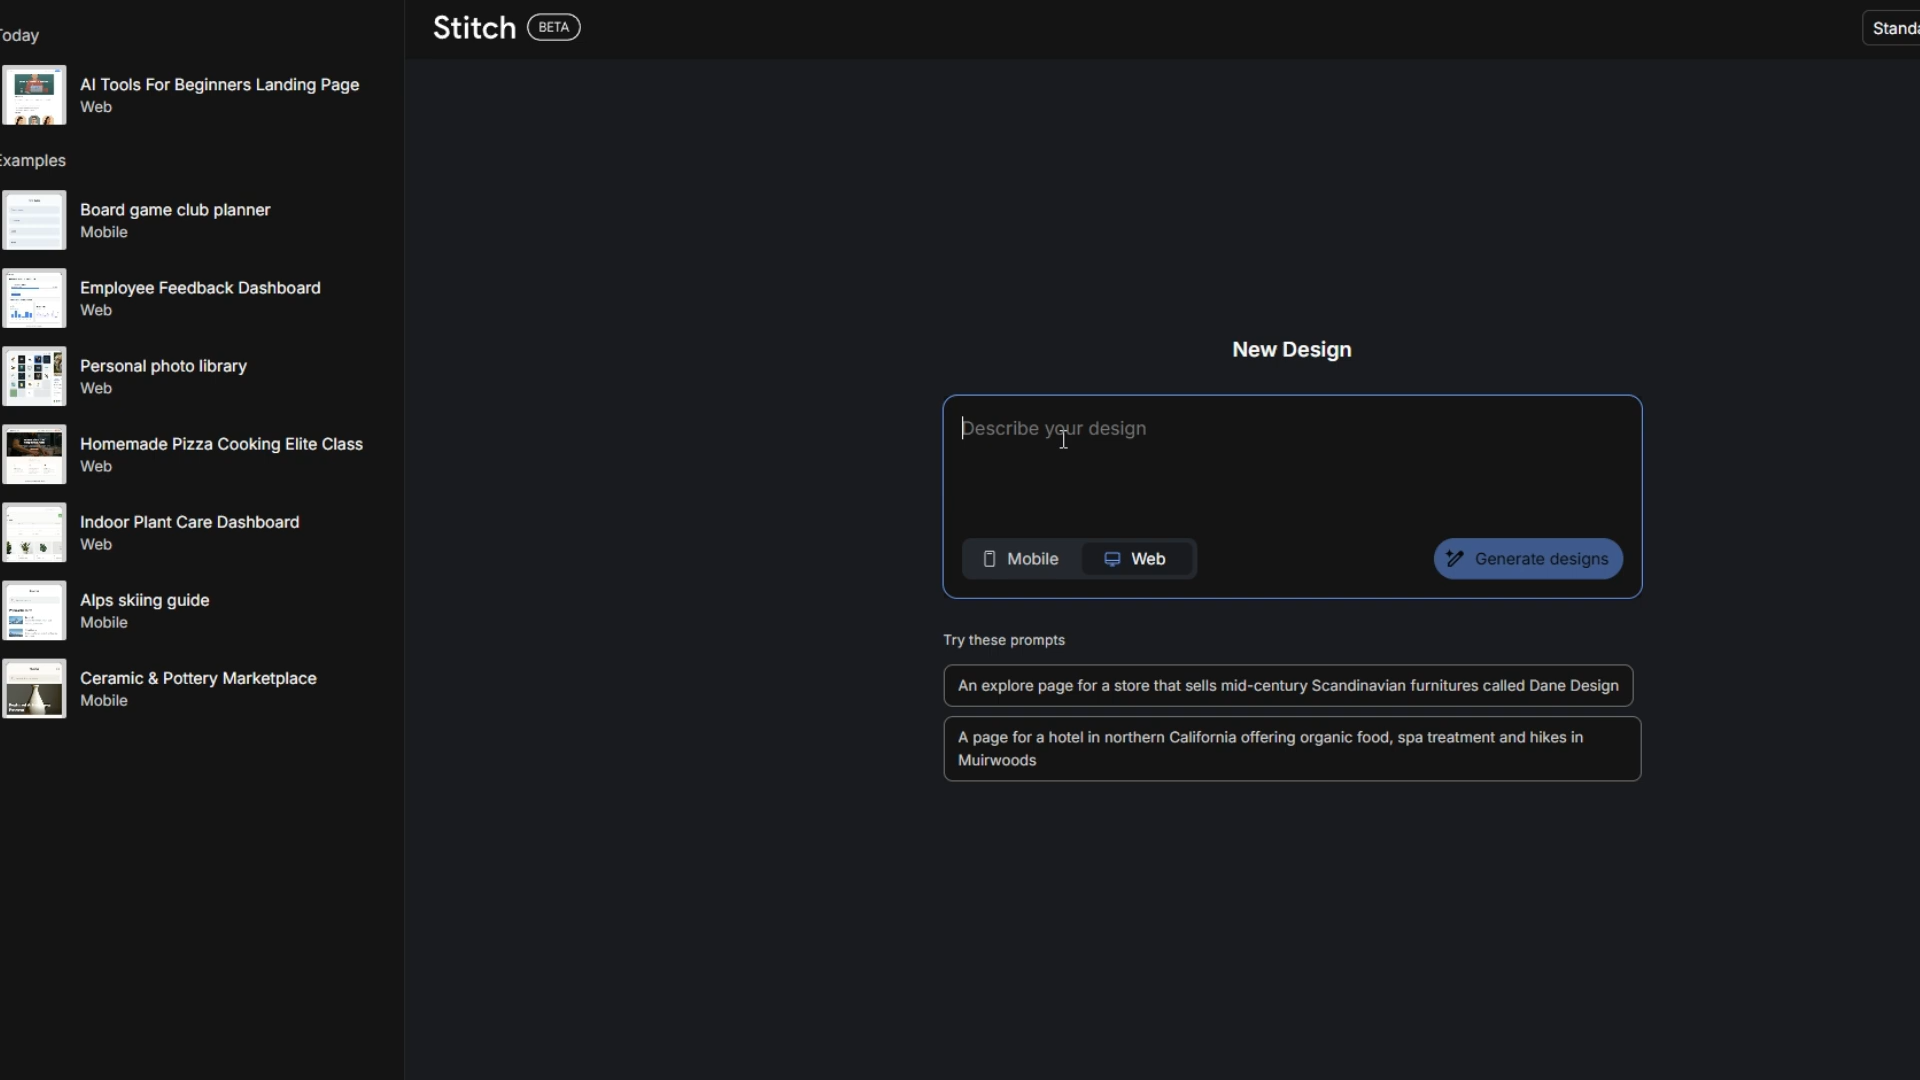 Today
AI Tools For Beginners Landing Page
Web
Examples
Board game club planner
Mobile
Employee Feedback Dashboard
Web
Personal photo library
Web
Homemade Pizza Cooking Elite Class
Web
Indoor Plant Care Dashboard
Web
Alps skiing guide
Mobile
Ceramic & Pottery Marketplace
Mobile
Stitch BETA
Standa
New Design
Describe your design
Mobile Web Generate designs
Try these prompts
An explore page for a store that sells mid-century Scandinavian furnitures called Dane Design
A page for a hotel in northern California offering organic food, spa treatment and hikes in
Muirwoods